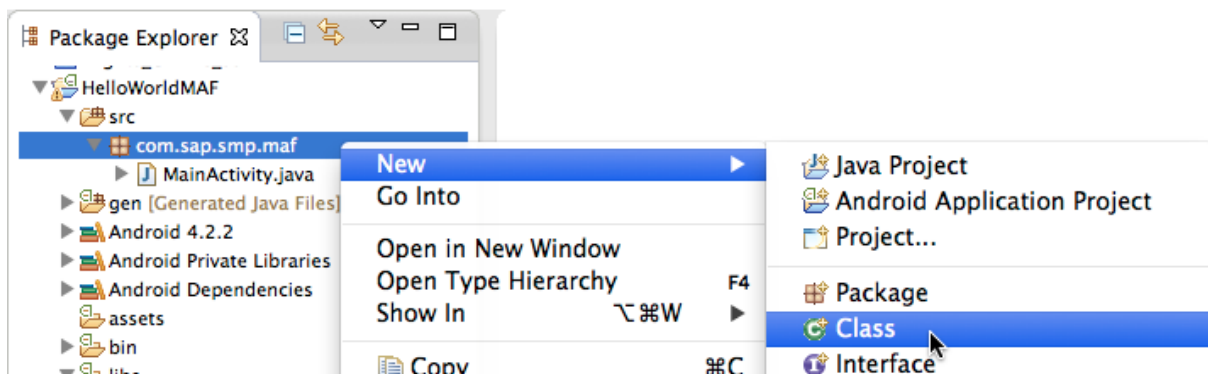 Package Explorer
HelloWorldMAF
src
com.sap.smp.maf
MainActivity.java
gen [Generated Java Files]
Android 4.2.2
Android Private Libraries
Android Dependencies
assets
bin
libs
New
Go Into
Open in New Window
Open Type Hierarchy F4
Show In ⌥⌘W
Copy ⌘C
Java Project
Android Application Project
Project...
Package
Class
Interface